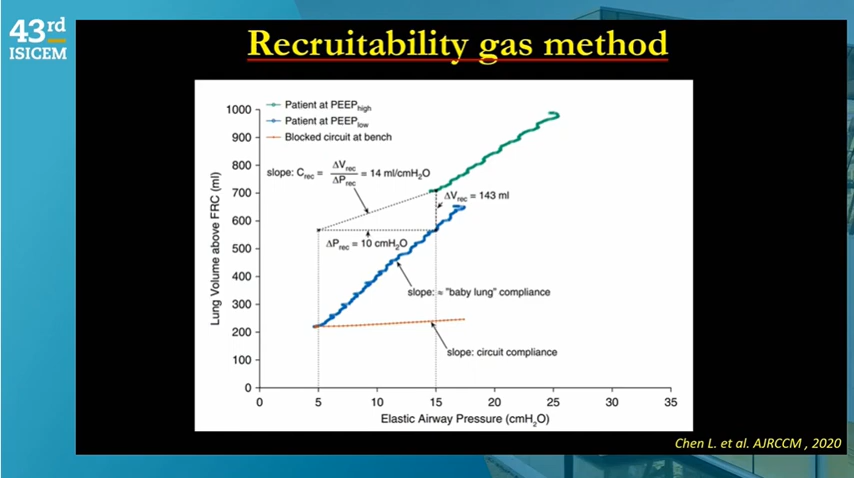 43rd
ISICEM
Recruitability gas method
Patient at PEEPhigh
Patient at PEEPlow
Blocked circuit at bench
slope: Crec = ΔVrec / ΔPrec = 14 ml/cmH2O
ΔVrec = 143 ml
ΔPrec = 10 cmH2O
slope: ≈ "baby lung" compliance
slope: circuit compliance
Lung Volume above FRC (ml)
1000
900
800
700
600
500
400
300
200
100
0
0 5 10 15 20 25 30 35
Elastic Airway Pressure (cmH2O)
Chen L. et al. AJRCCM , 2020